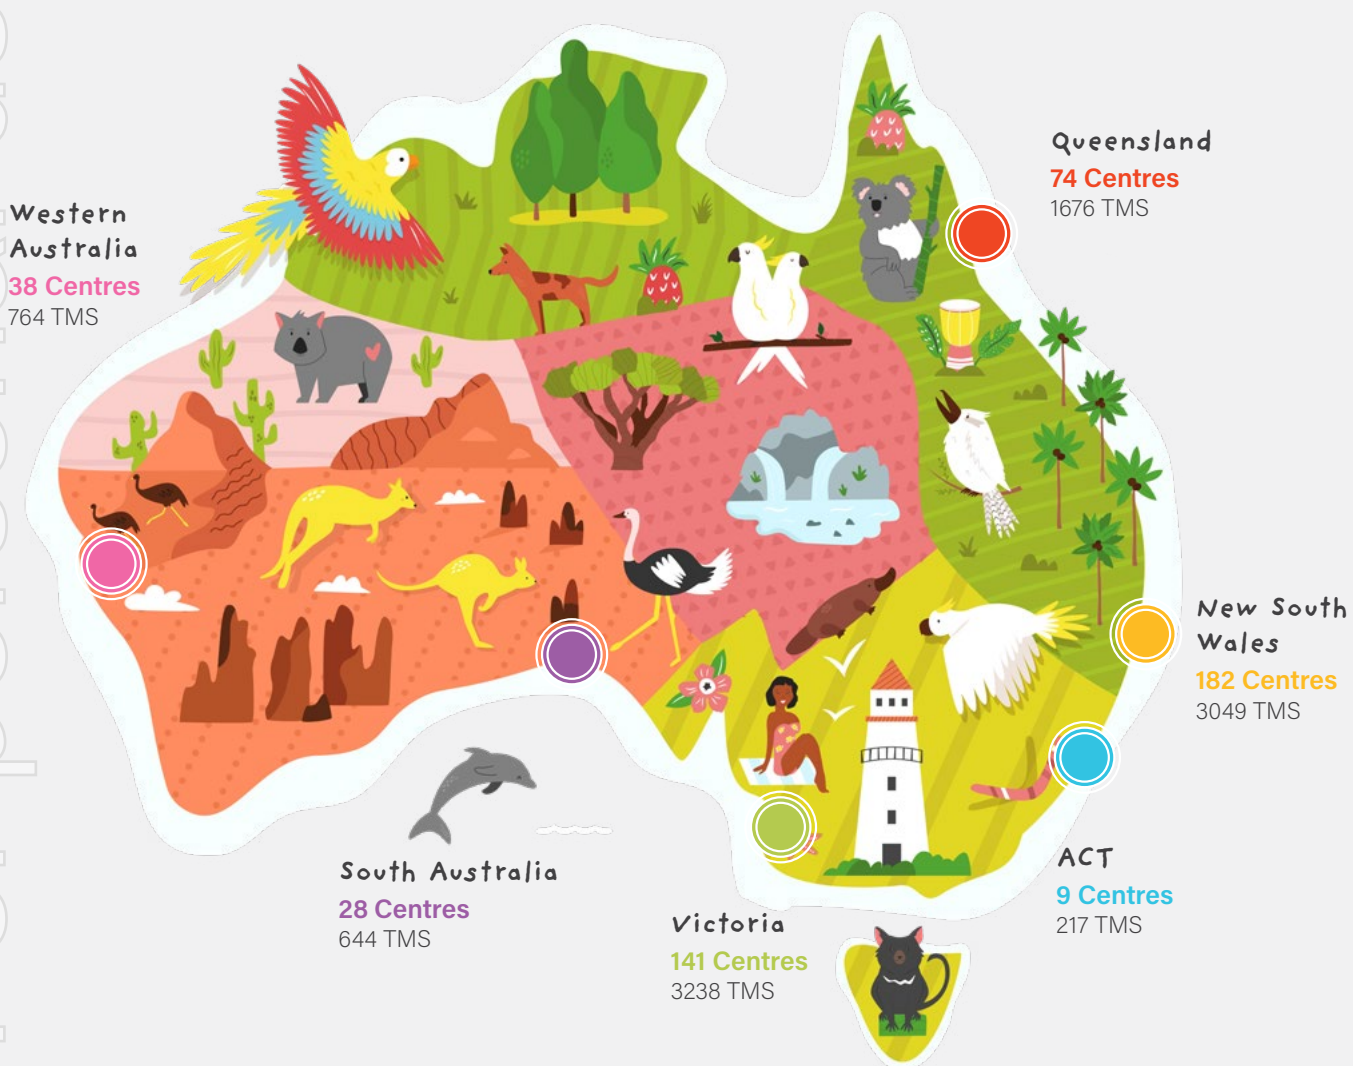 Queensland
74 Centres
1676 TMS
Western
Australia
38 Centres
764 TMS
New South
Wales
182 Centres
3049 TMS
ACT
9 Centres
217 TMS
South Australia
28 Centres
644 TMS
Victoria
141 Centres
3238 TMS